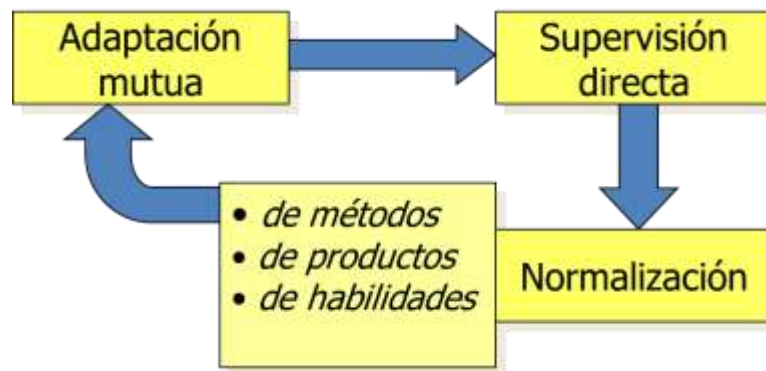 Adaptación
mutua
Supervisión
directa
• de métodos
• de productos
• de habilidades
Normalización